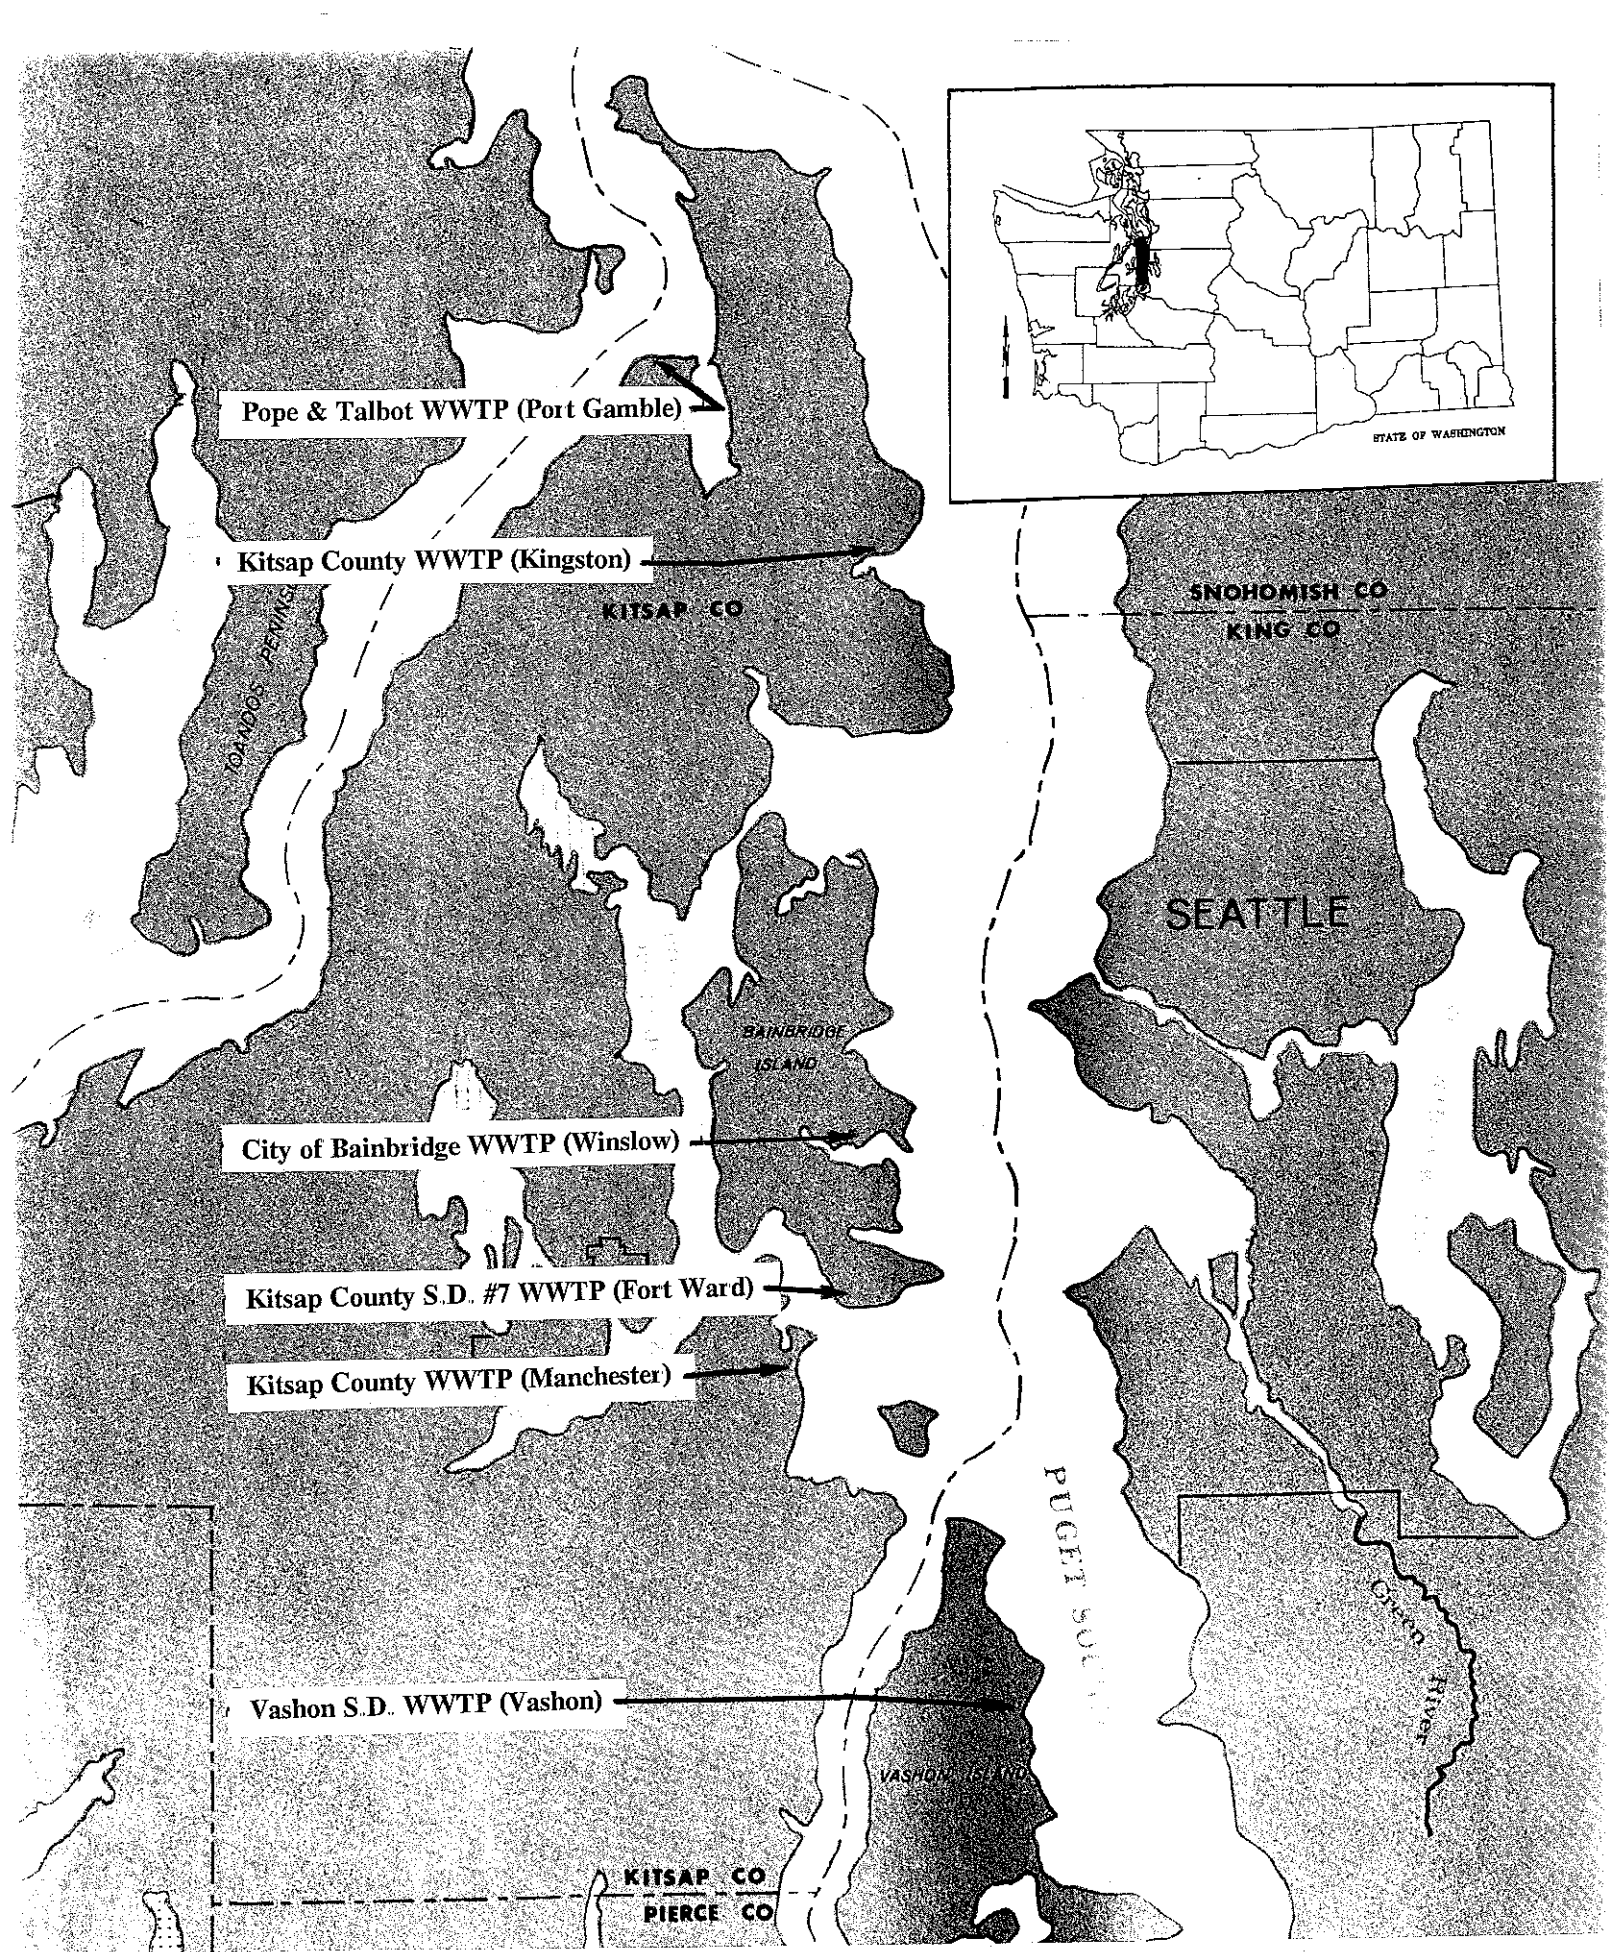 STATE OF WASHINGTON
Pope & Talbot WWTP (Port Gamble)
Kitsap County WWTP (Kingston)
KITSAP CO
SNOHOMISH CO
KING CO
TOANDOS PENINS
SEATTLE
BAINBRIDGE
ISLAND
City of Bainbridge WWTP (Winslow)
Kitsap County S.D. #7 WWTP (Fort Ward)
Kitsap County WWTP (Manchester)
PUGET SOU
Green River
Vashon S.D. WWTP (Vashon)
VASHON ISLAND
KITSAP CO
PIERCE CO